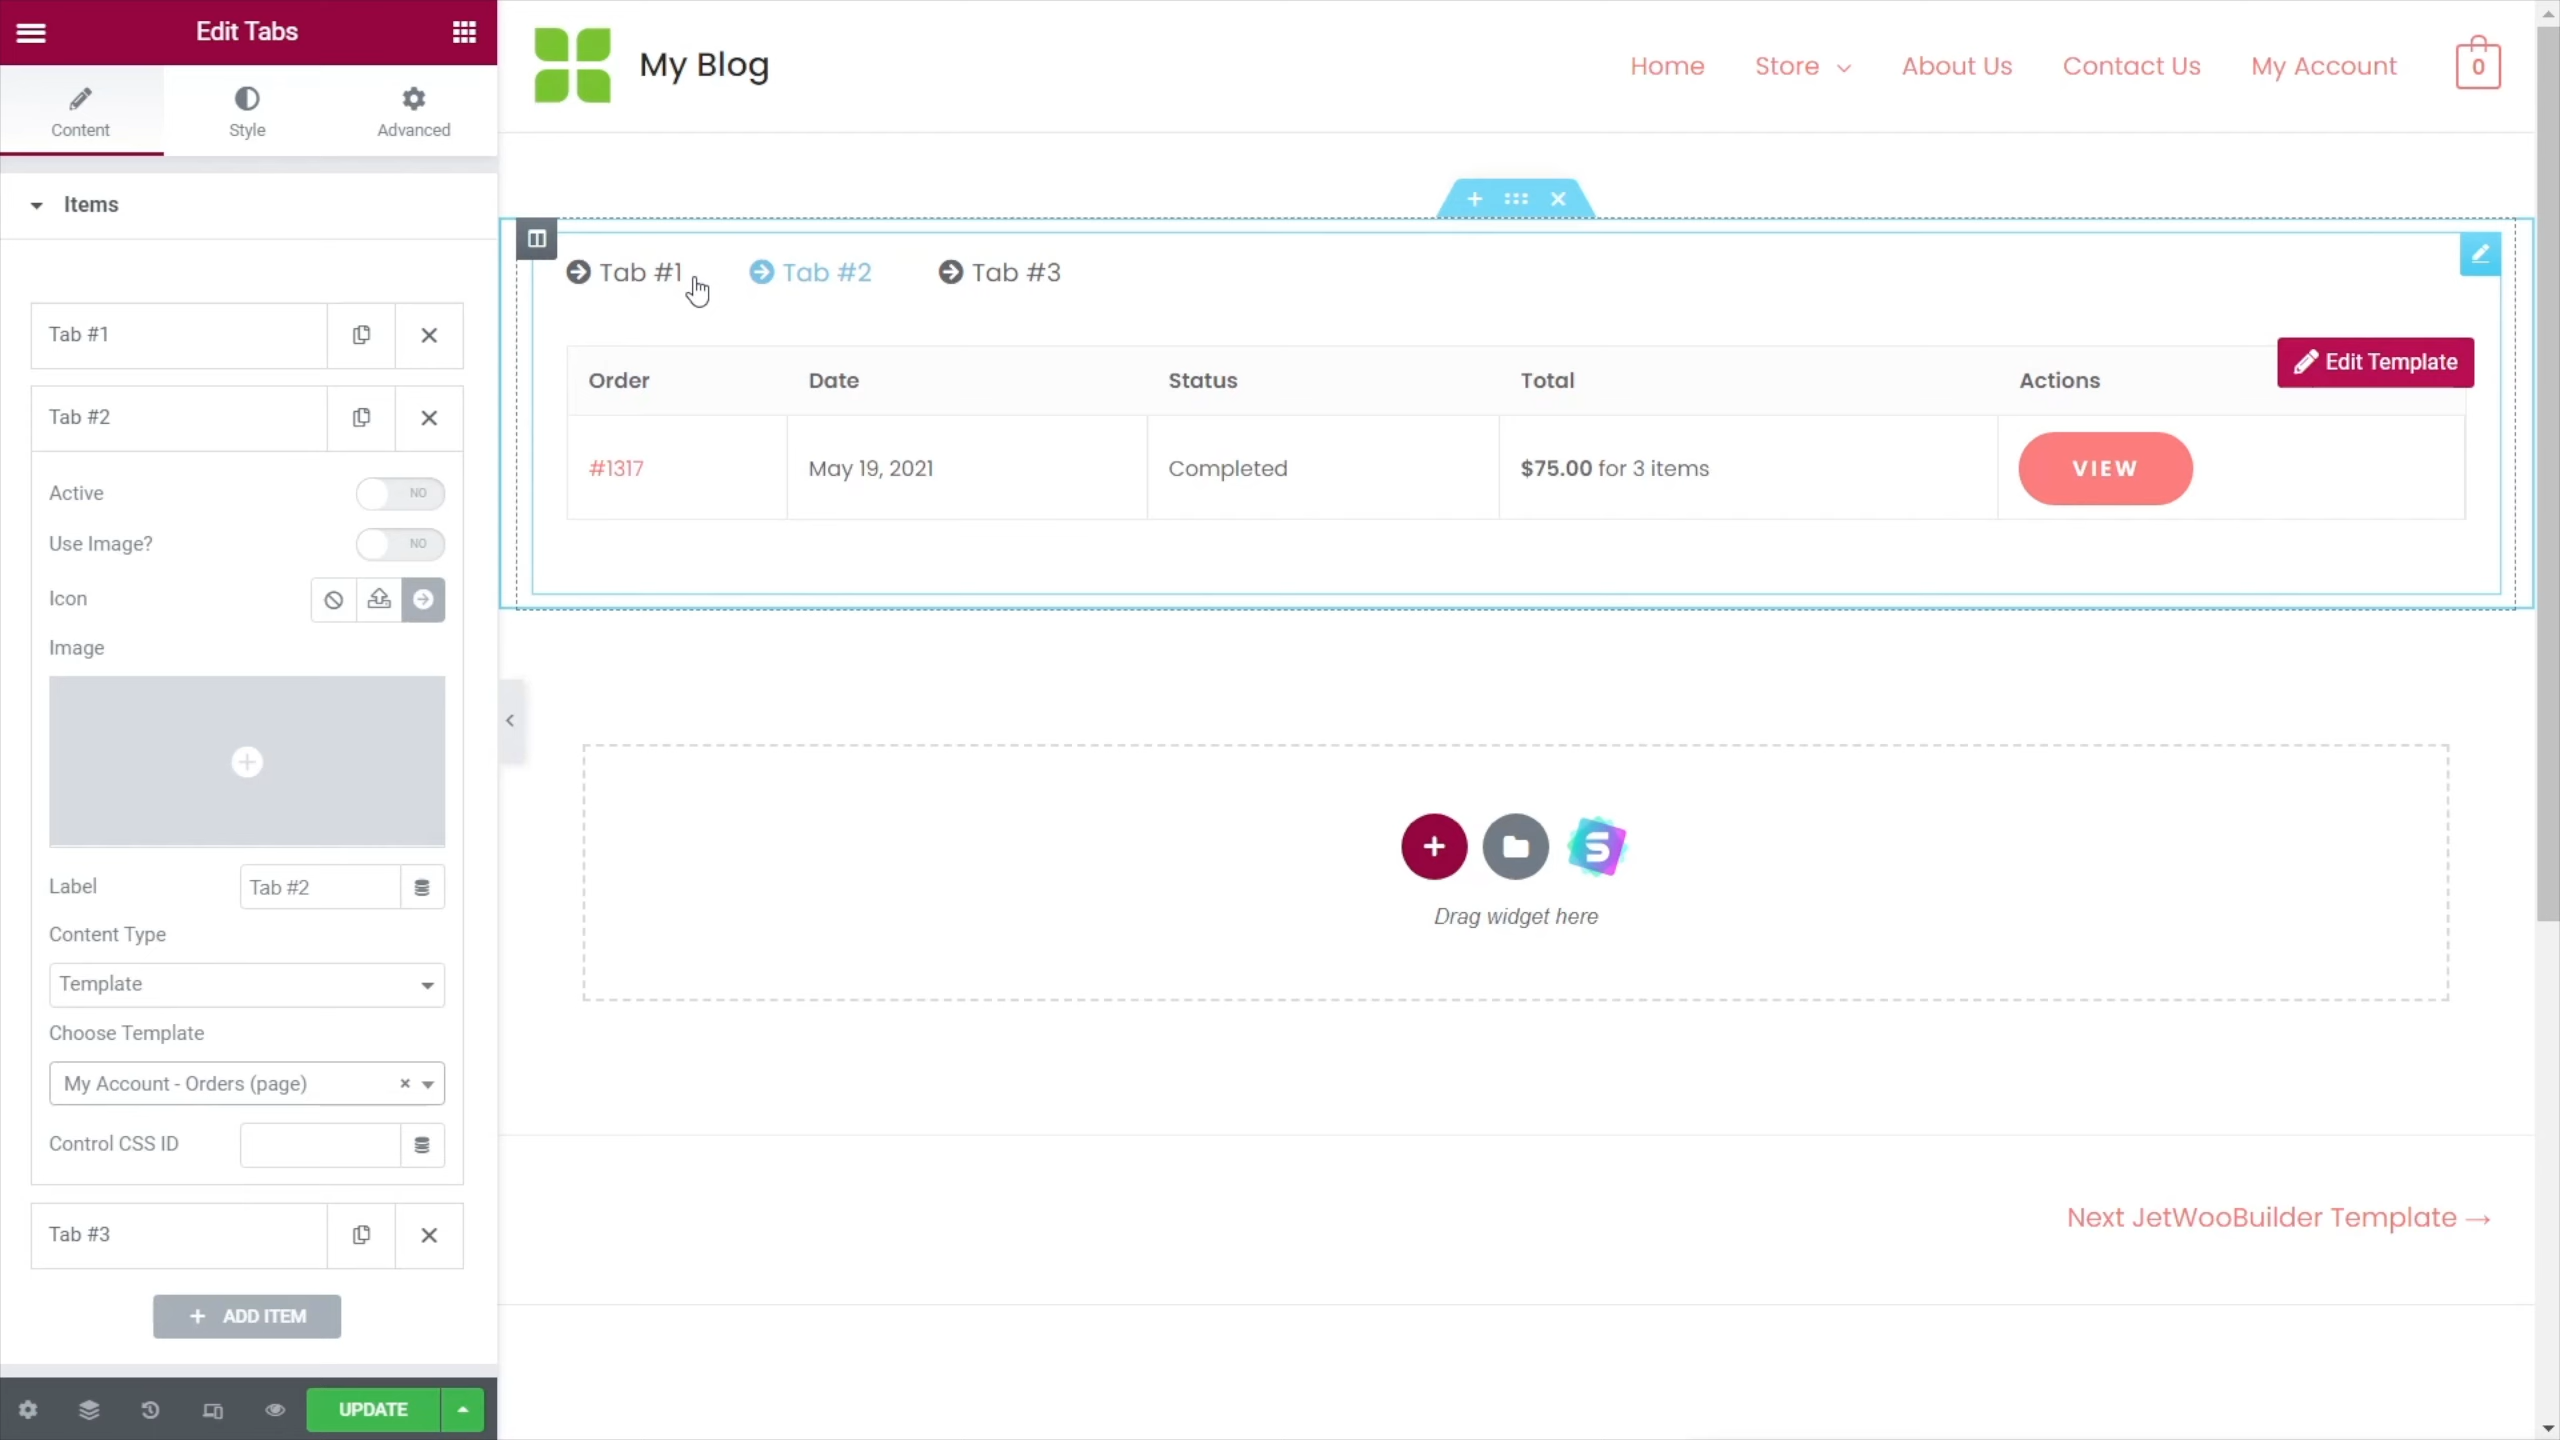 Edit Tabs
Content
Style
Advanced
Items
Tab #1
Tab #2
Active
NO
Use Image?
NO
Icon
Image
Label
Tab #2
Content Type
Template
Choose Template
My Account - Orders (page)
×
Control CSS ID
Tab #3
+ ADD ITEM
UPDATE
My Blog
Home
Store
About Us
Contact Us
My Account
0
Tab #1
Tab #2
Tab #3
Edit Template
Order
Date
Status
Total
Actions
#1317
May 19, 2021
Completed
$75.00 for 3 items
VIEW
S
Drag widget here
Next JetWooBuilder Template →